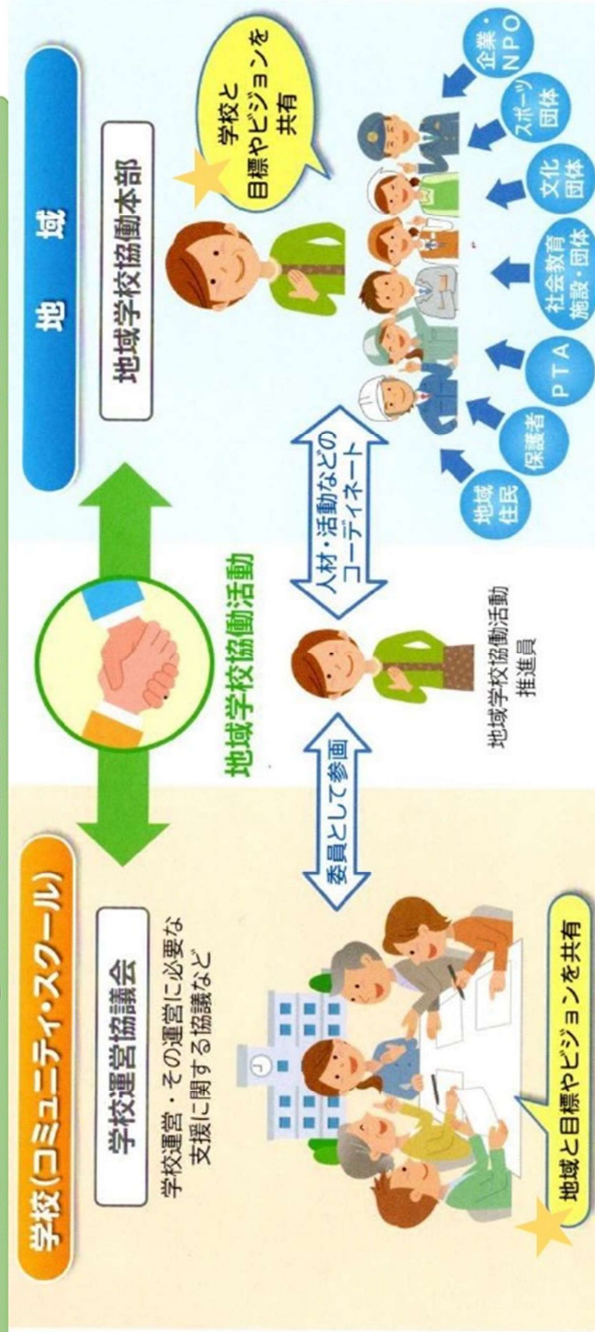 学校(コミュニティ・スクール)
学校運営協議会
学校運営・その運営に必要な
支援に関する協議など
地域と目標やビジョンを共有
地域学校協働活動
委員として参画
人材・活動などの
コーディネート
地域学校協働活動
推進員
地　域
地域学校協働本部
学校と
目標やビジョンを
共有
地域
住民
保護者
PTA
社会教育
施設・団体
文化
団体
スポーツ
団体
企業・
NPO